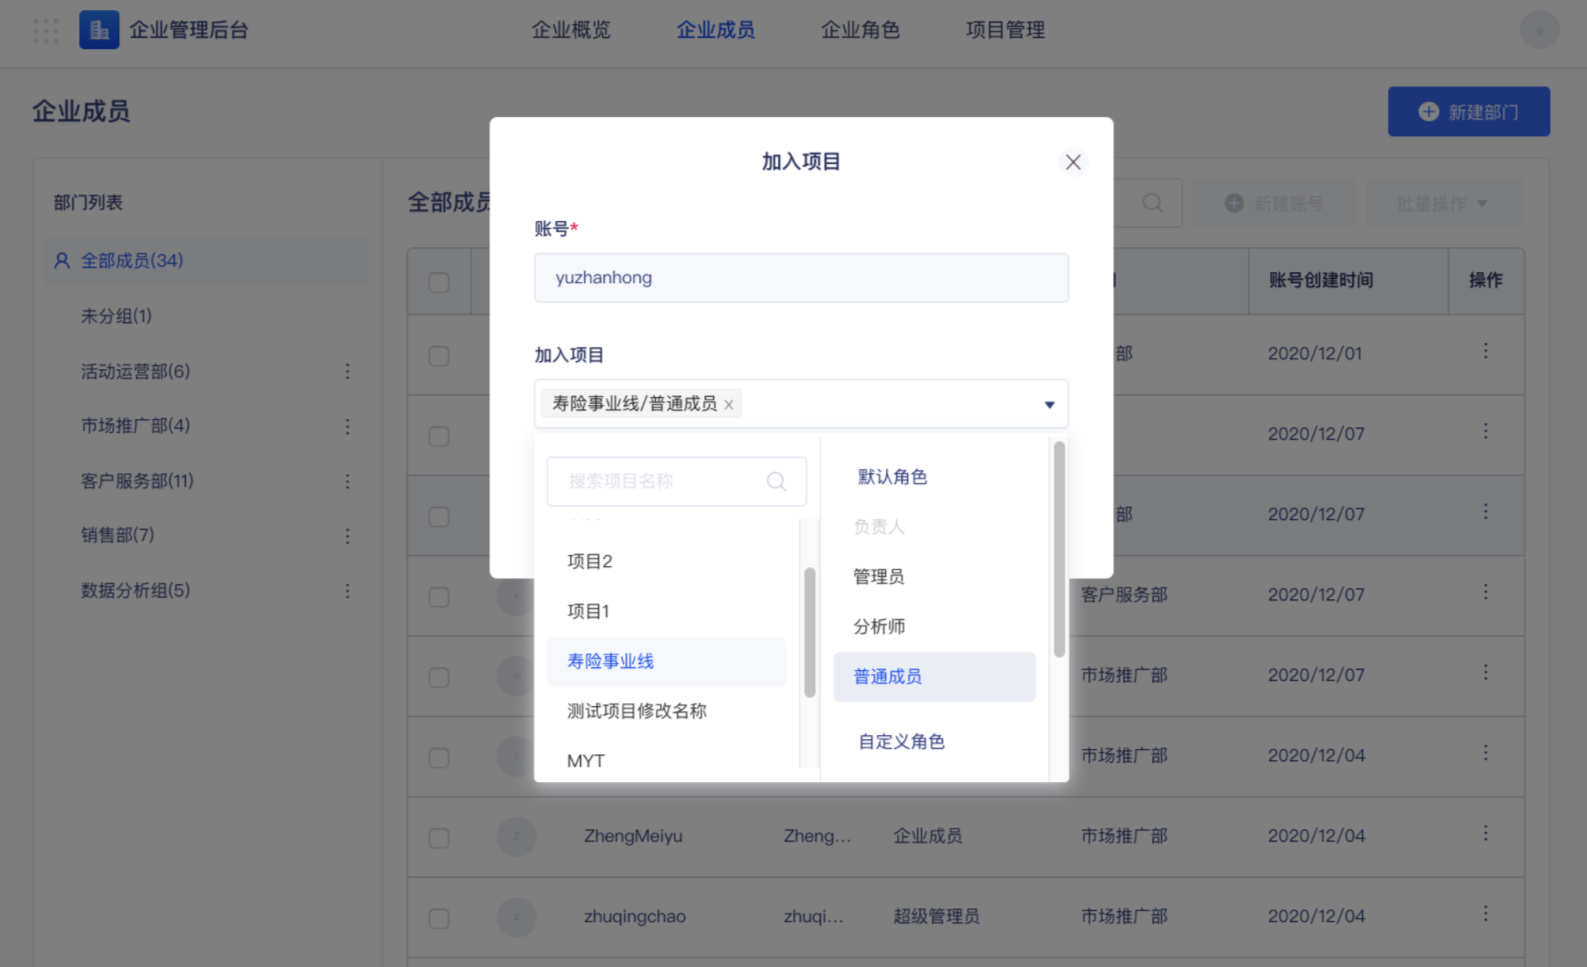 企业管理后台
企业概览
企业成员
企业角色
项目管理
企业成员
新建部门
部门列表
全部成员(34)
未分组(1)
活动运营部(6)
市场推广部(4)
客户服务部(11)
销售部(7)
数据分析组(5)
全部成员
新建账号
批量操作
账号创建时间
操作
部 2020/12/01
2020/12/07
部 2020/12/07
客户服务部 2020/12/07
市场推广部 2020/12/07
市场推广部 2020/12/04
ZhengMeiyu Zheng... 企业成员 市场推广部 2020/12/04
zhuqingchao zhuqi... 超级管理员 市场推广部 2020/12/04
加入项目
账号*
yuzhanhong
加入项目
寿险事业线/普通成员 ×
搜索项目名称
项目2
项目1
寿险事业线
测试项目修改名称
MYT
默认角色
负责人
管理员
分析师
普通成员
自定义角色